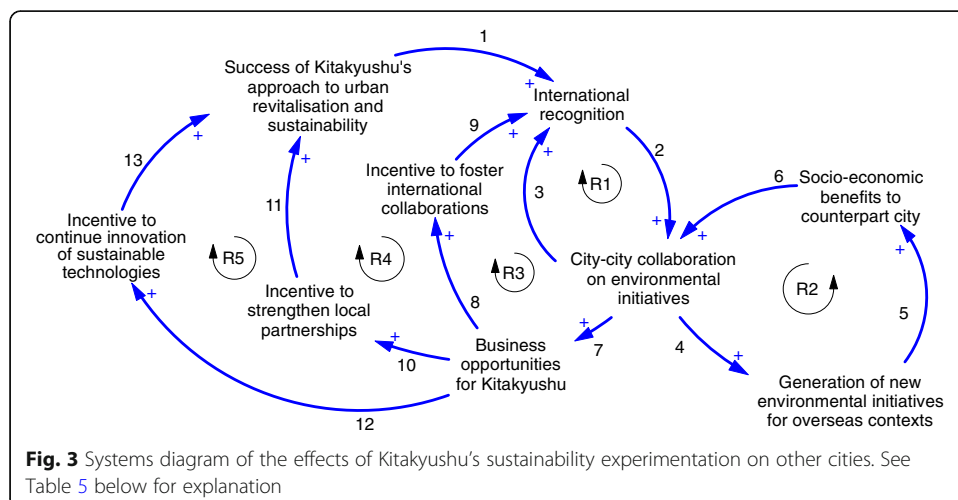 1
Success of Kitakyushu's
approach to urban
revitalisation and
sustainability
+
International
recognition
9
+
+
13
+
+
2
6
Socio-economic
benefits to
counterpart city
3
R1
Incentive to foster
international
collaborations
11
Incentive to
continue innovation
of sustainable
technologies
+
R5
R4
+
R3
+
+
City-city collaboration
on environmental
initiatives
R2
+
+
Incentive to
strengthen local
partnerships
8
5
+
+
7
4
10
Business
opportunities
for Kitakyushu
+
12
Generation of new
environmental initiatives
for overseas contexts
Fig. 3 Systems diagram of the effects of Kitakyushu's sustainability experimentation on other cities. See
Table 5 below for explanation